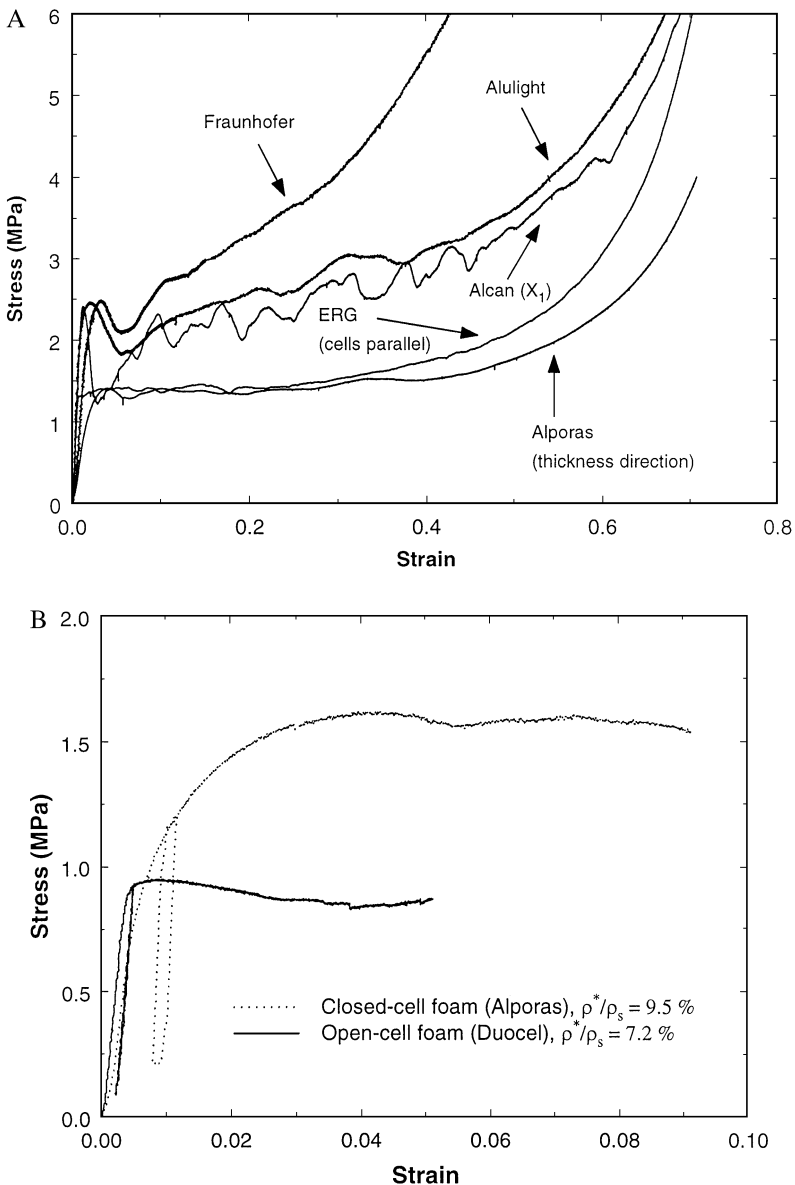 A
6
5
4
3
2
1
0
Stress (MPa)
Fraunhofer
Alulight
Alcan (X₁)
ERG
(cells parallel)
Alporas
(thickness direction)
0.0 0.2 0.4 0.6 0.8
Strain
B
2.0
1.5
1.0
0.5
0.0
Stress (MPa)
Closed-cell foam (Alporas), ρ*/ρₛ = 9.5 %
Open-cell foam (Duocel), ρ*/ρₛ = 7.2 %
0.00 0.02 0.04 0.06 0.08 0.10
Strain